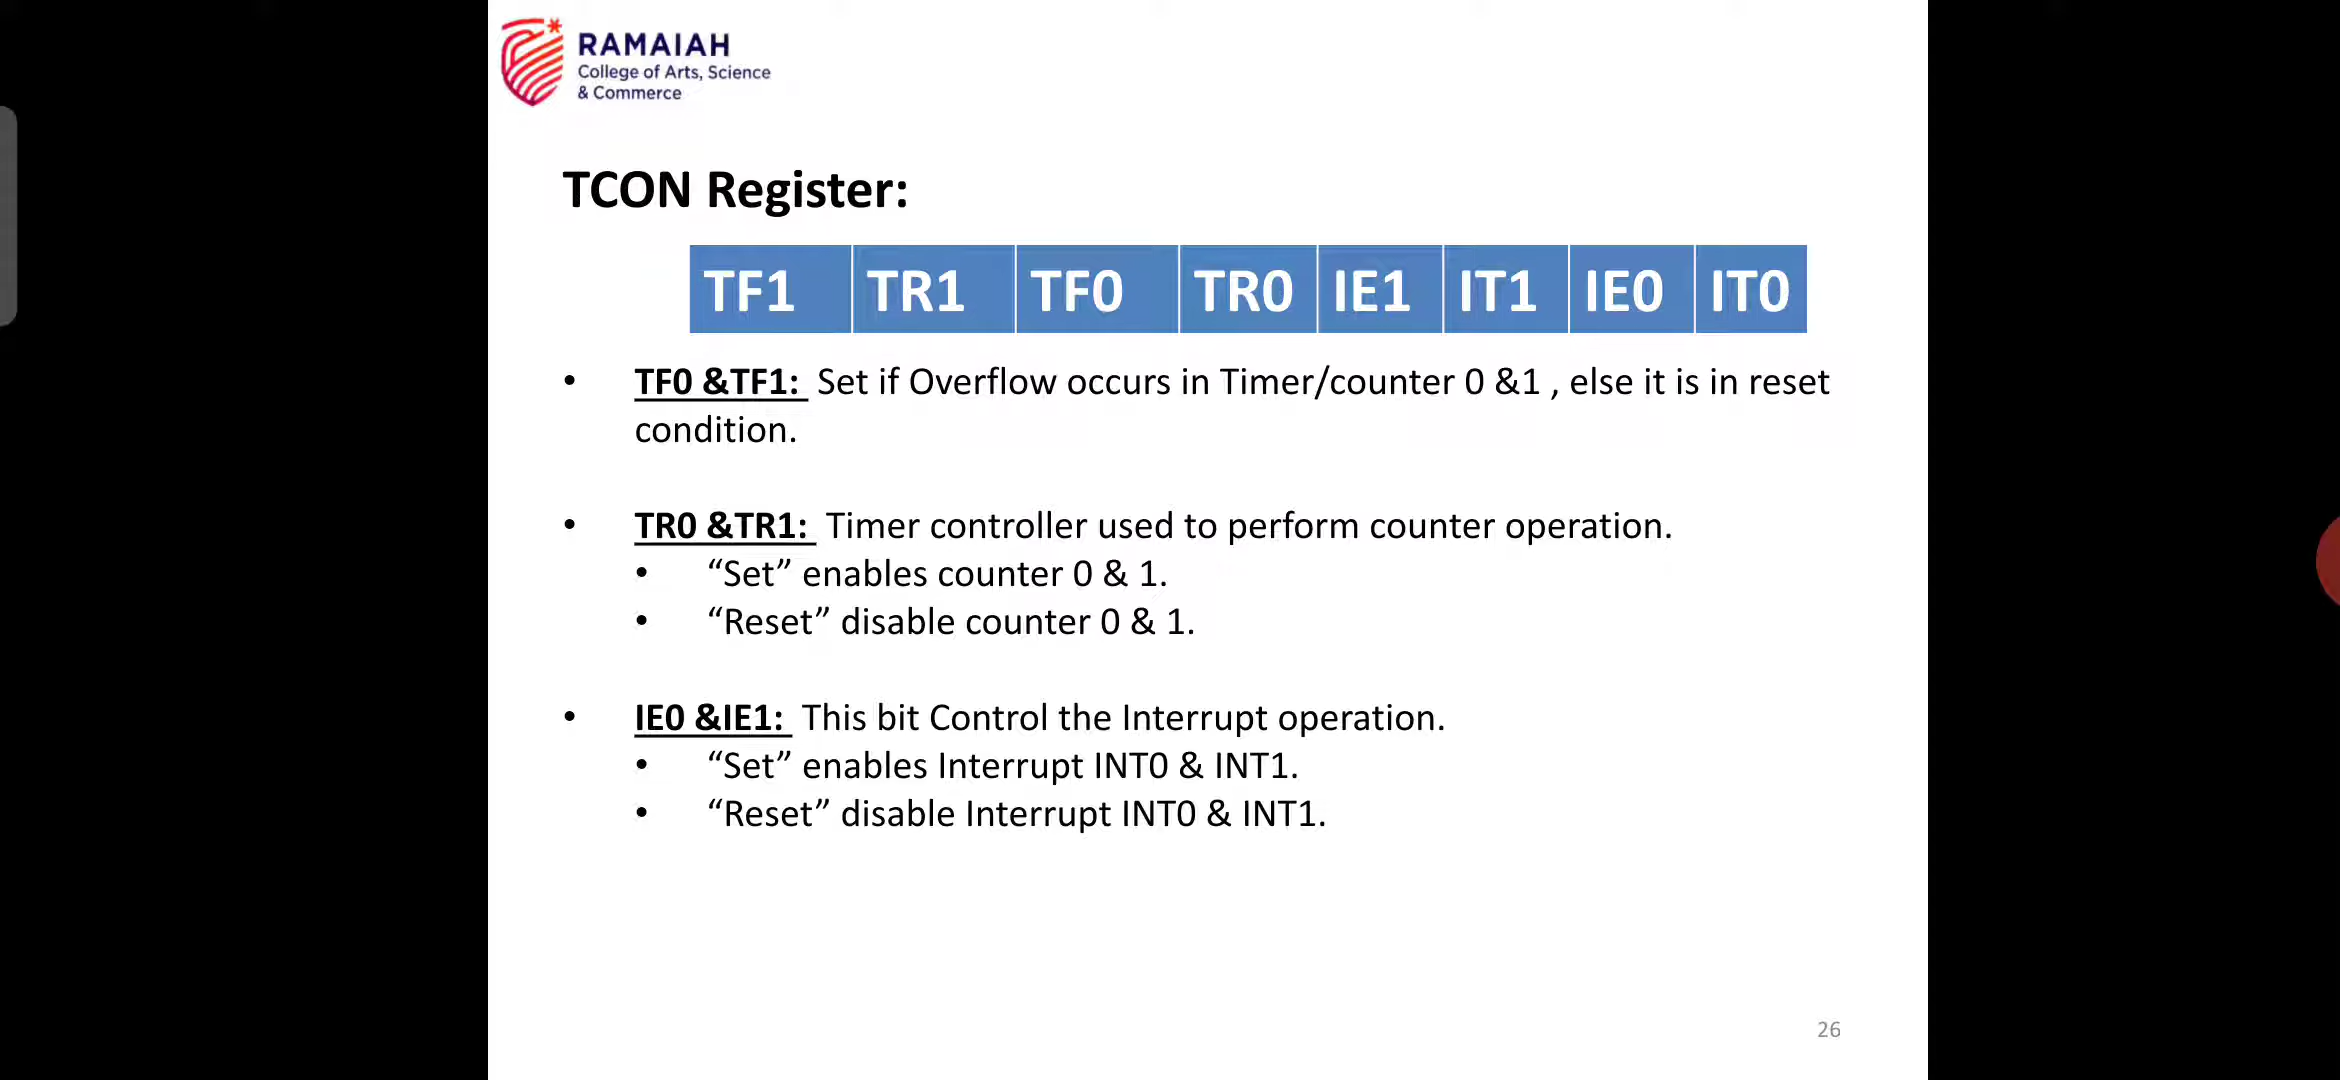 RAMAIAH
College of Arts, Science
& Commerce
TCON Register:
TF1 TR1 TF0 TR0 IE1 IT1 IE0 IT0
• TF0 &TF1: Set if Overflow occurs in Timer/counter 0 &1 , else it is in reset
condition.
• TR0 &TR1: Timer controller used to perform counter operation.
• “Set” enables counter 0 & 1.
• “Reset” disable counter 0 & 1.
• IE0 &IE1: This bit Control the Interrupt operation.
• “Set” enables Interrupt INT0 & INT1.
• “Reset” disable Interrupt INT0 & INT1.
26